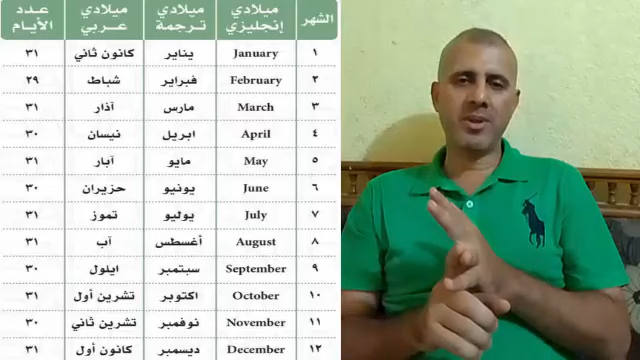 الشهر ميلادي إنجليزي ميلادي ترجمة ميلادي عربي عدد الأيام
١ January يناير كانون ثاني ٣١
٢ February فبراير شباط ٢٩
٣ March مارس آذار ٣١
٤ April ابريل نيسان ٣٠
٥ May مايو آبار ٣١
٦ June يونيو حزيران ٣٠
٧ July يوليو تموز ٣١
٨ August أغسطس آب ٣١
٩ September سبتمبر ايلول ٣٠
١٠ October اكتوبر تشرين أول ٣١
١١ November نوفمبر تشرين ثاني ٣٠
١٢ December ديسمبر كانون أول ٣١